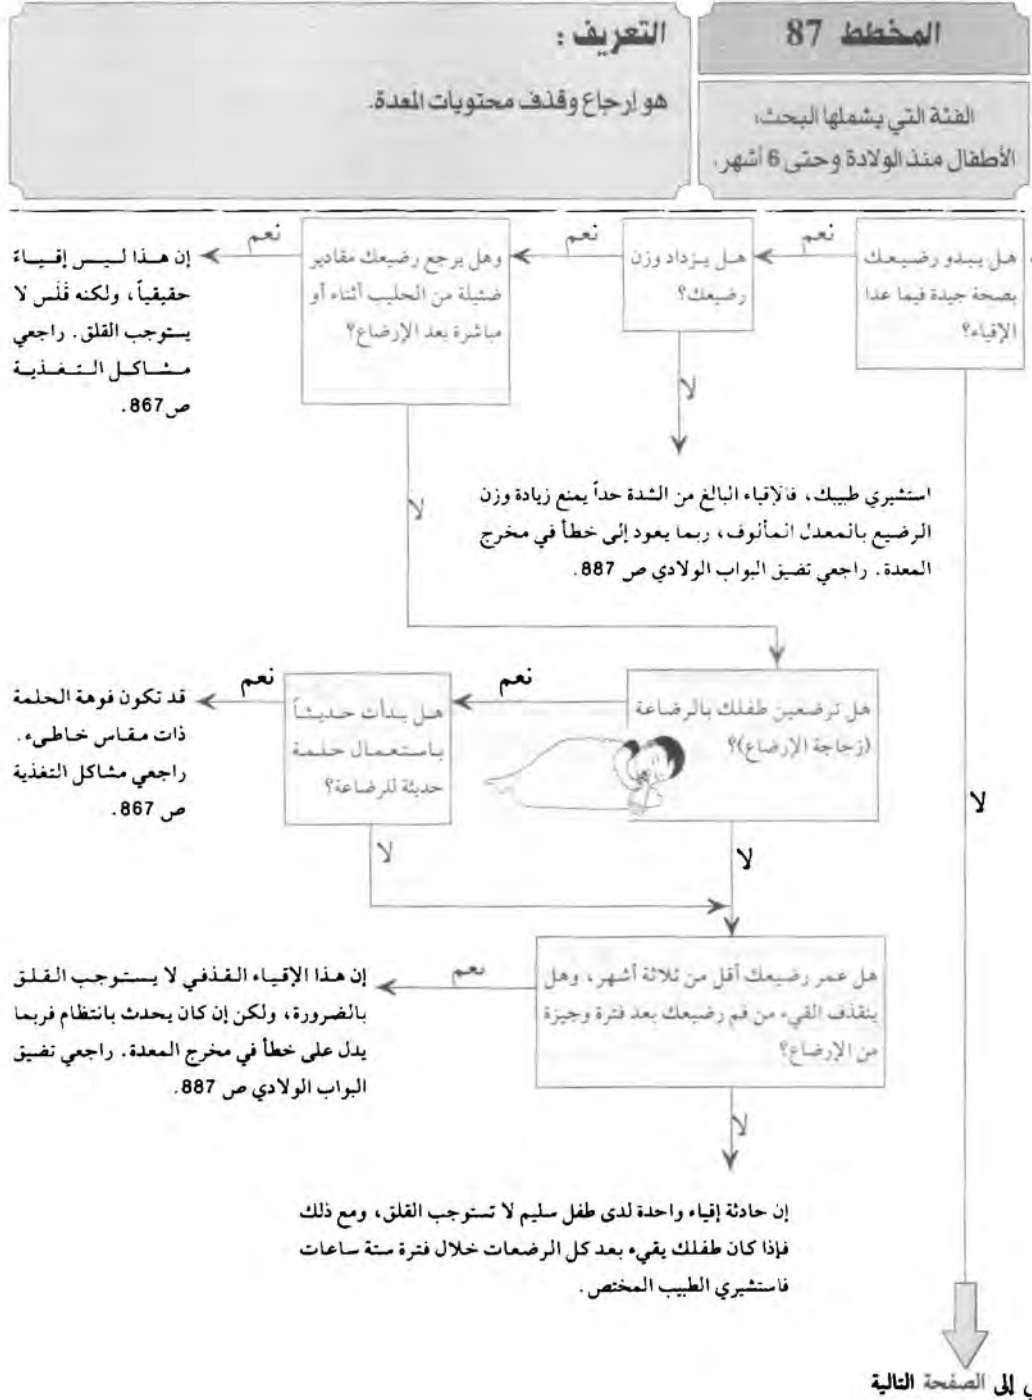 المخطط 87
الفئة التي يشملها البحث،
الأطفال منذ الولادة وحتى 6 أشهر.
التعريف :
هو إرجاع وقذف محتويات المعدة.
هل يبدو رضيعك
بصحة جيدة فيما عدا
الإقياء؟
نعم
هل يزداد وزن
رضيعك؟
نعم
وهل يرجع رضيعك مقادير
ضئيلة من الحليب أثناء أو
مباشرة بعد الإرضاع؟
نعم
إن هذا ليس إقياءً
حقيقياً، ولكنه قَلَس لا
يستوجب القلق. راجعي
مشاكل التغذية
ص867.
لا
استشيري طبيبك، فالإقياء البالغ من الشدة حداً يمنع زيادة وزن
الرضيع بالمعدل المألوف، ربما يعود إلى خطأ في مخرج
المعدة. راجعي تضيق البواب الولادي ص 887.
لا
هل ترضعين طفلك بالرضاعة
(زجاجة الإرضاع)؟
نعم
هل بدأت حديثاً
باستعمال حلمة
حديثة للرضاعة؟
نعم
قد تكون فوهة الحلمة
ذات مقاس خاطىء.
راجعي مشاكل التغذية
ص 867.
لا
لا
لا
هل عمر رضيعك أقل من ثلاثة أشهر، وهل
ينقذف القيء من فم رضيعك بعد فترة وجيزة
من الإرضاع؟
نعم
إن هذا الإقياء القذفي لا يستوجب القلق
بالضرورة، ولكن إن كان يحدث بانتظام فربما
يدل على خطأ في مخرج المعدة. راجعي تضيق
البواب الولادي ص 887.
لا
إن حادثة إقياء واحدة لدى طفل سليم لا تستوجب القلق، ومع ذلك
فإذا كان طفلك يقيء بعد كل الرضعات خلال فترة ستة ساعات
فاستشيري الطبيب المختص.
إلى الصفحة التالية